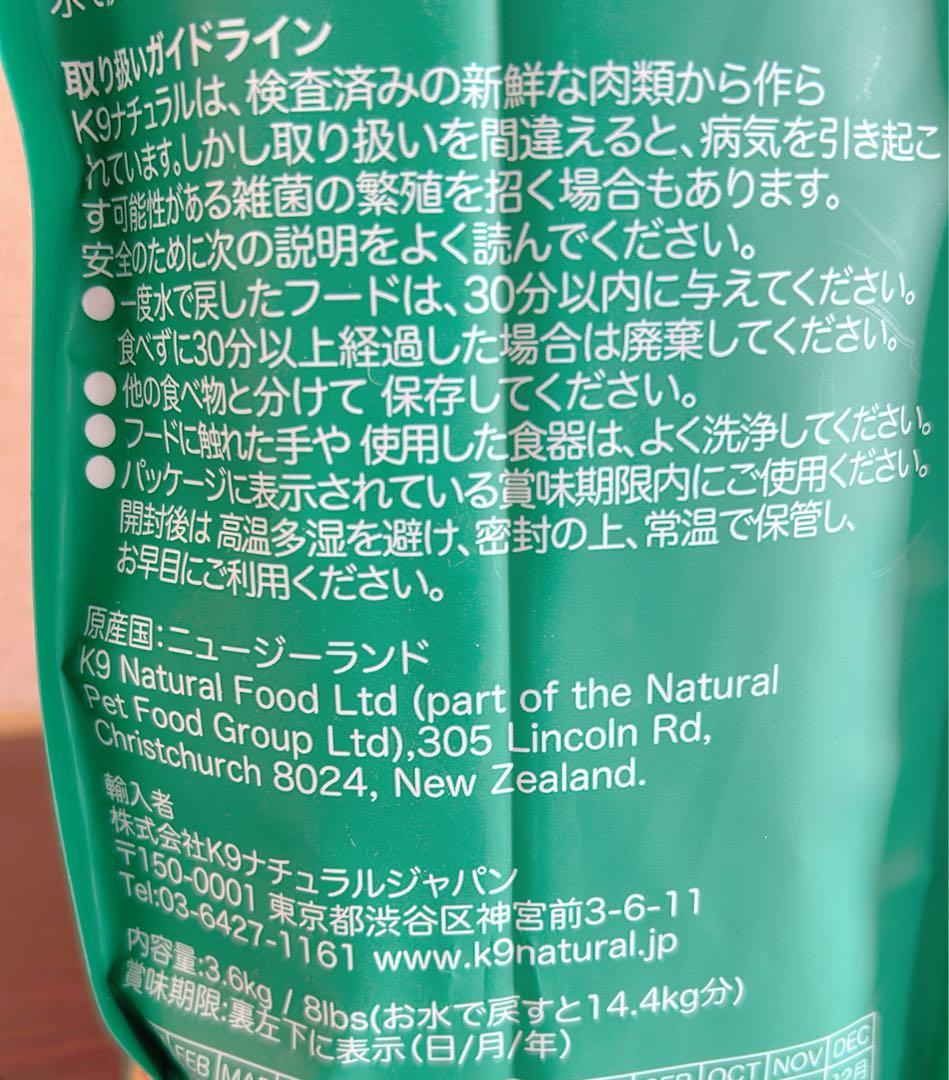 取り扱いガイドライン
K9ナチュラルは、検査済みの新鮮な肉類から作ら
れています。しかし取り扱いを間違えると、病気を引き起こ
す可能性がある雑菌の繁殖を招く場合もあります。
安全のために次の説明をよく読んでください。
● 一度水で戻したフードは、30分以内に与えてください。
食べずに30分以上経過した場合は廃棄してください。
● 他の食べ物と分けて 保存してください。
● フードに触れた手や 使用した食器は、よく洗浄してください。
● パッケージに表示されている賞味期限内にご使用ください。
開封後は 高温多湿を避け、密封の上、常温で保管し、
お早目にご利用ください。
原産国:ニュージーランド
K9 Natural Food Ltd (part of the Natural
Pet Food Group Ltd),305 Lincoln Rd,
Christchurch 8024, New Zealand.
輸入者
株式会社K9ナチュラルジャパン
〒150-0001 東京都渋谷区神宮前3-6-11
Tel:03-6427-1161 www.k9natural.jp
内容量:3.6kg / 8lbs(お水で戻すと14.4kg分)
賞味期限:裏左下に表示(日/月/年)
FEB OCT NOV DEC
12月